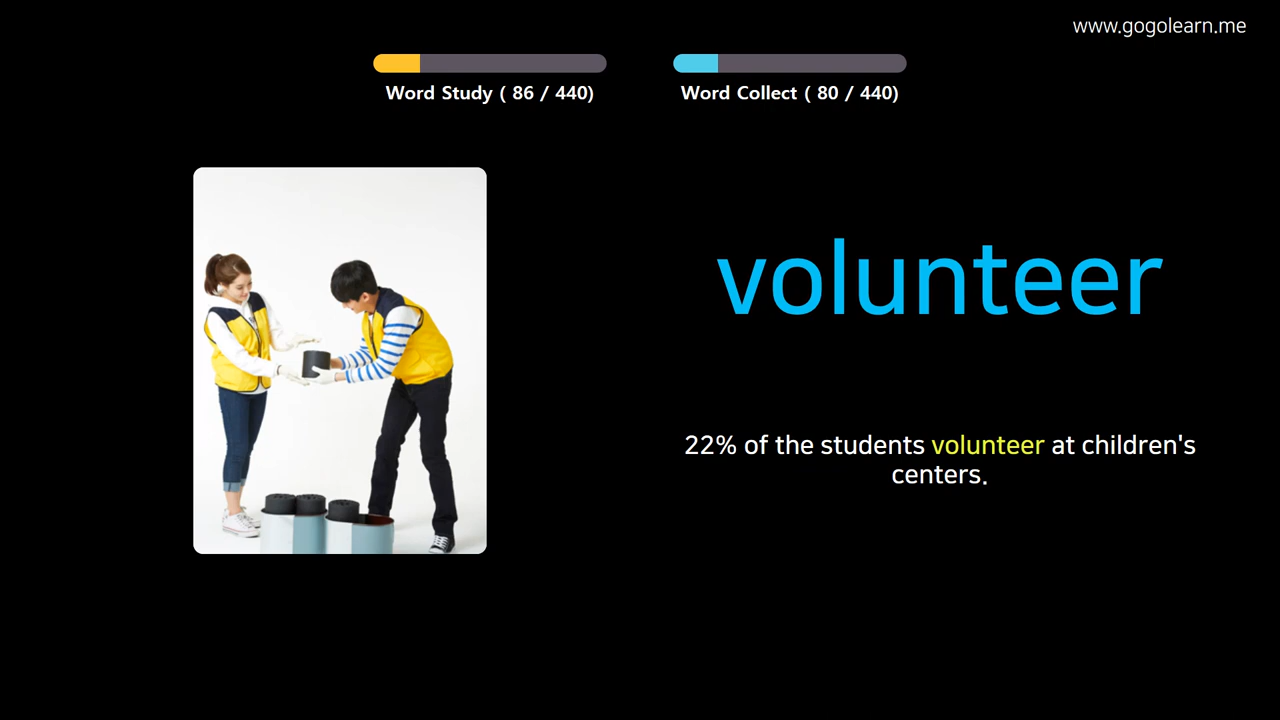 www.gogolearn.me
Word Study ( 86 / 440)
Word Collect ( 80 / 440)
volunteer
22% of the students volunteer at children's
centers.